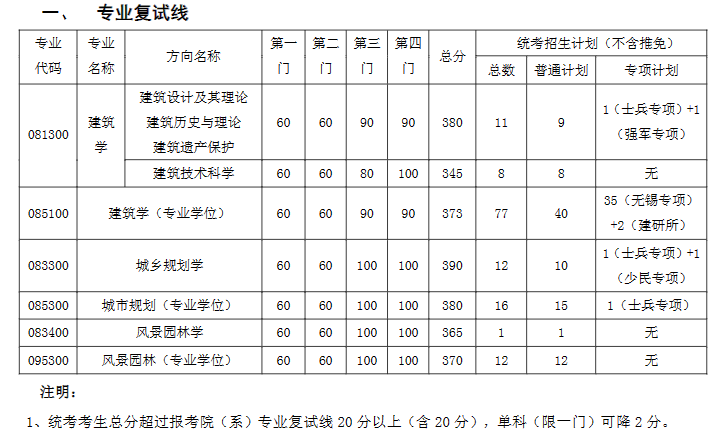 一、 专业复试线
专业代码 专业名称 方向名称 第一门 第二门 第三门 第四门 总分 统考招生计划（不含推免）
总数 普通计划 专项计划
081300 建筑学 建筑设计及其理论 建筑历史与理论 建筑遗产保护 60 60 90 90 380 11 9 1（士兵专项）+1（强军专项）
建筑技术科学 60 60 80 100 345 8 8 无
085100 建筑学（专业学位） 60 60 90 90 373 77 40 35（无锡专项）+2（建研所）
083300 城乡规划学 60 60 100 100 390 12 10 1（士兵专项）+1（少民专项）
085300 城市规划（专业学位） 60 60 100 100 380 16 15 1（士兵专项）
083400 风景园林学 60 60 100 100 365 1 1 无
095300 风景园林（专业学位） 60 60 100 100 370 12 12 无
注明：
1、统考考生总分超过报考院（系）专业复试线 20 分以上（含 20 分），单科（限一门）可降 2 分。